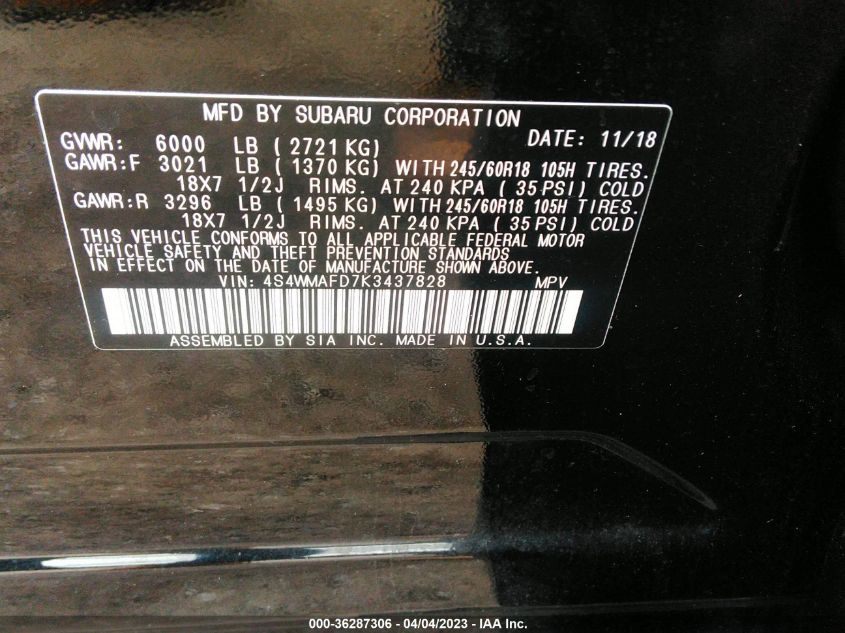 MFD BY SUBARU CORPORATION
GVWR: 6000 LB ( 2721 KG) DATE: 11/18
GAWR:F 3021 LB ( 1370 KG) WITH 245/60R18 105H TIRES.
18X7 1/2J RIMS. AT 240 KPA ( 35 PSI) COLD
GAWR:R 3296 LB ( 1495 KG) WITH 245/60R18 105H TIRES.
18X7 1/2J RIMS. AT 240 KPA ( 35 PSI) COLD
THIS VEHICLE CONFORMS TO ALL APPLICABLE FEDERAL MOTOR
VEHICLE SAFETY AND THEFT PREVENTION STANDARDS
IN EFFECT ON THE DATE OF MANUFACTURE SHOWN ABOVE.
VIN: 4S4WMAFD7K3437828 MPV
ASSEMBLED BY SIA INC. MADE IN U.S.A.
000-36287306 - 04/04/2023 - IAA Inc.